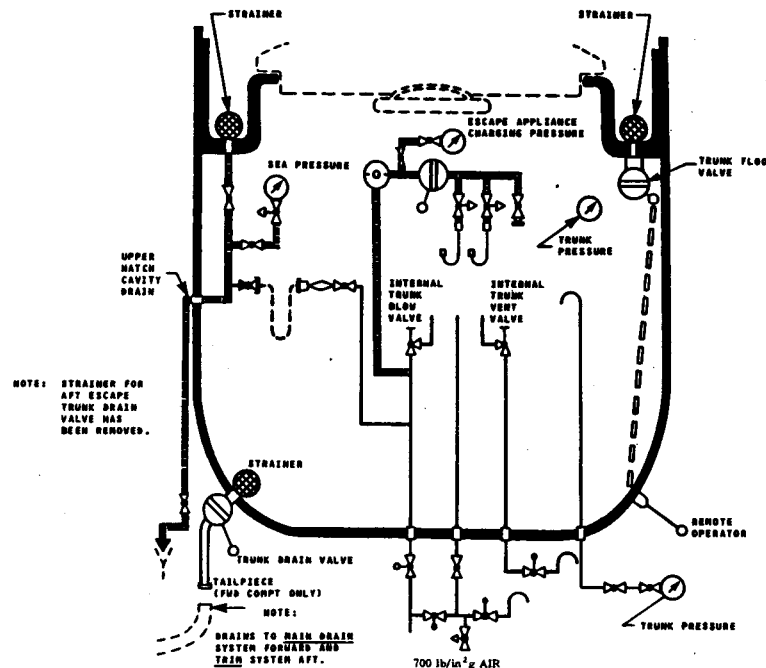 STRAINER
STRAINER
ESCAPE APPLIANCE
CHARGING PRESSURE
SEA PRESSURE
TRUNK FLOOD
VALVE
TRUNK
PRESSURE
UPPER
HATCH
CAVITY
DRAIN
INTERNAL
TRUNK
BLOW
VALVE
INTERNAL
TRUNK
VENT
VALVE
NOTE: STRAINER FOR
AFT ESCAPE
TRUNK DRAIN
VALVE HAS
BEEN REMOVED.
STRAINER
REMOTE
OPERATOR
TRUNK DRAIN VALVE
TAILPIECE
(FWD COMPT ONLY)
NOTE:
DRAINS TO MAIN DRAIN
SYSTEM FORWARD AND
TRIM SYSTEM AFT.
TRUNK PRESSURE
700 lb/in²g AIR